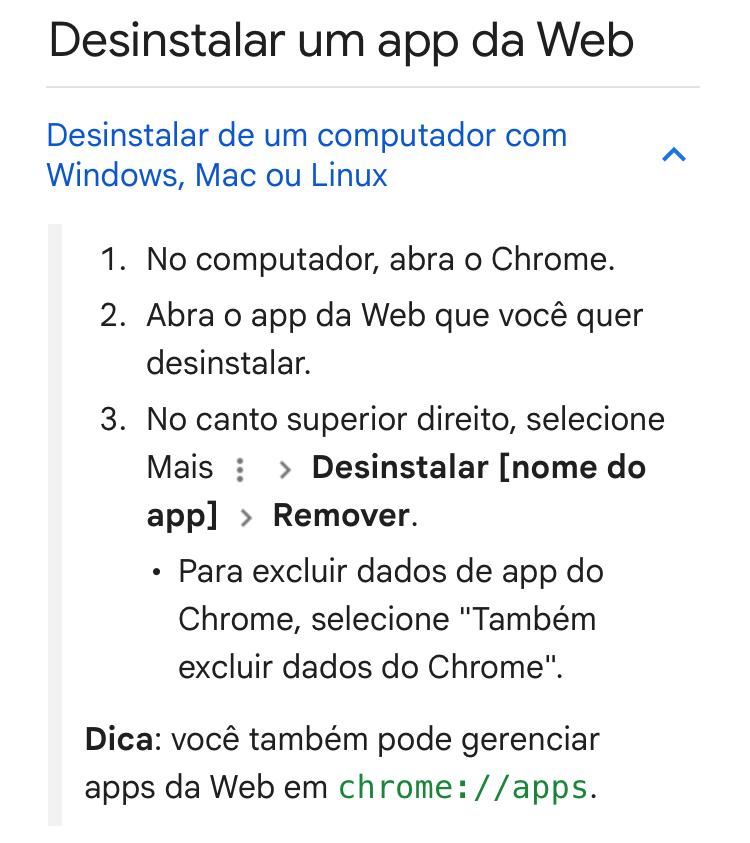 Desinstalar um app da Web
Desinstalar de um computador com
Windows, Mac ou Linux
1. No computador, abra o Chrome.
2. Abra o app da Web que você quer
desinstalar.
3. No canto superior direito, selecione
Mais ⋮ > Desinstalar [nome do
app] > Remover.
• Para excluir dados de app do
Chrome, selecione "Também
excluir dados do Chrome".
Dica: você também pode gerenciar
apps da Web em chrome://apps.